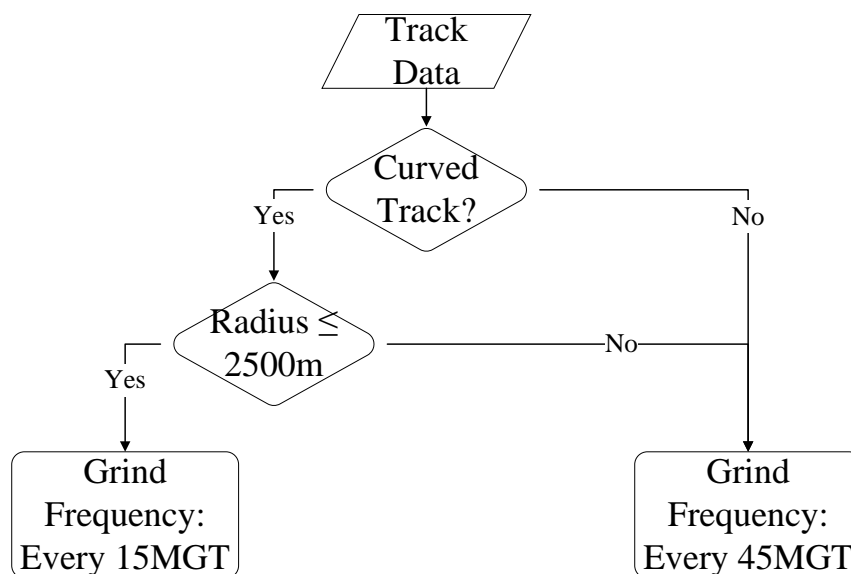 Track
Data
Curved
Track?
Yes
No
Radius ≤
2500m
No
Yes
Grind
Frequency:
Every 15MGT
Grind
Frequency:
Every 45MGT